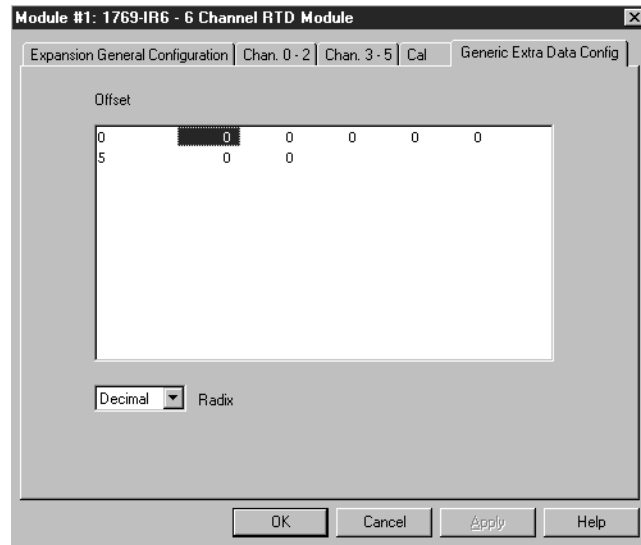 Module #1: 1769-IR6 - 6 Channel RTD Module
Expansion General Configuration Chan. 0 - 2 Chan. 3 - 5 Cal Generic Extra Data Config
Offset
0 0 0 0 0 0
5 0 0
Decimal Radix
OK Cancel Apply Help